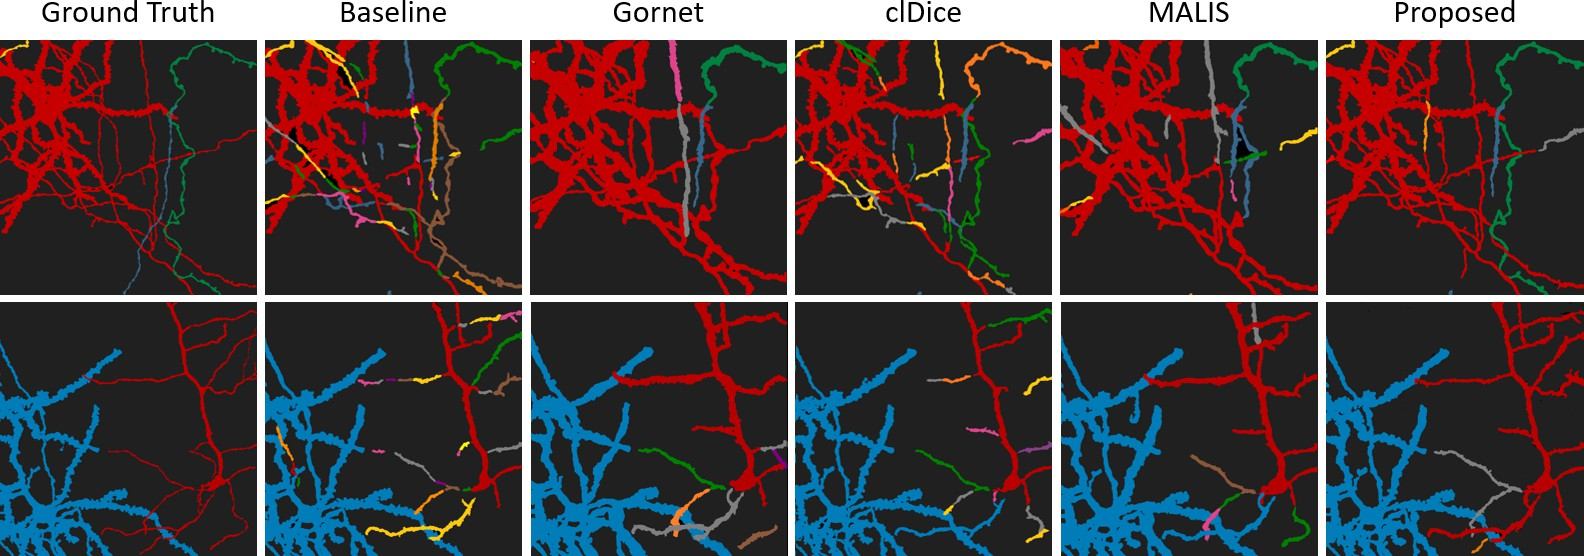 Ground Truth Baseline Gornet clDice MALIS Proposed